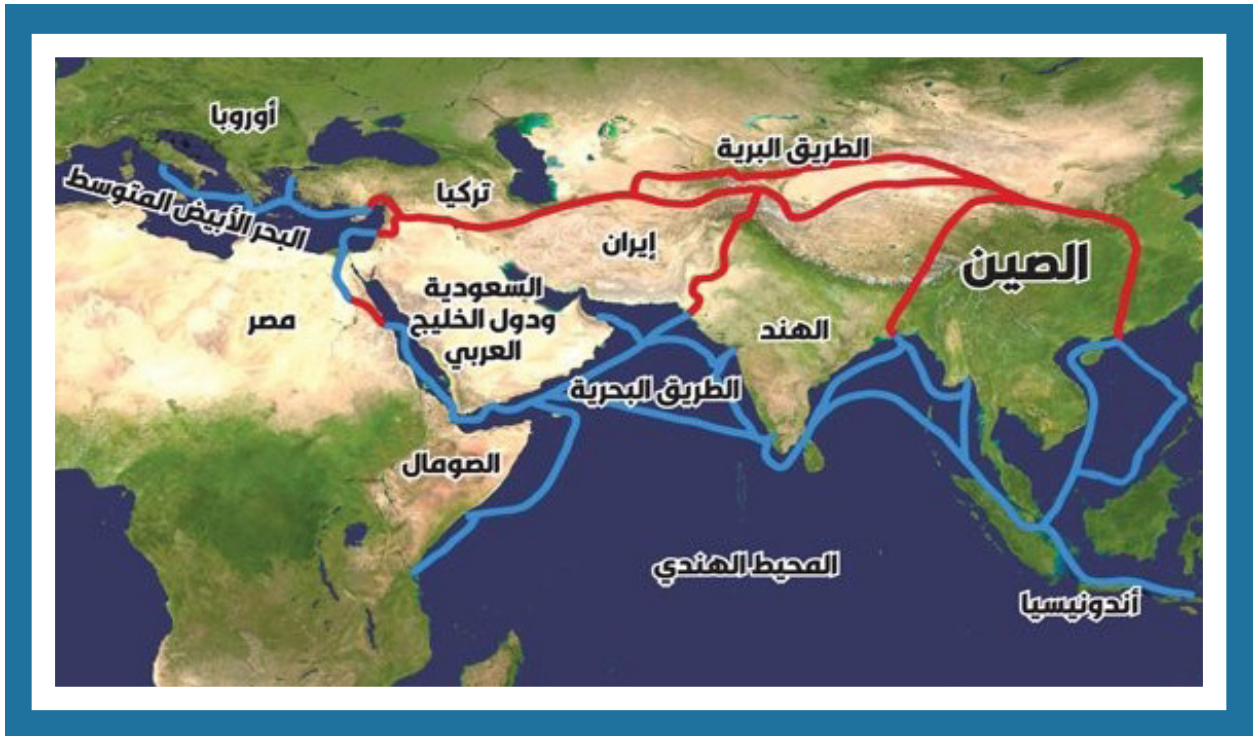 أوروبا
الطريق البرية
تركيا
البحر الأبيض المتوسط
إيران
الصين
السعودية
ودول الخليج
العربي
مصر
الهند
الطريق البحرية
الصومال
المحيط الهندي
أندونيسيا